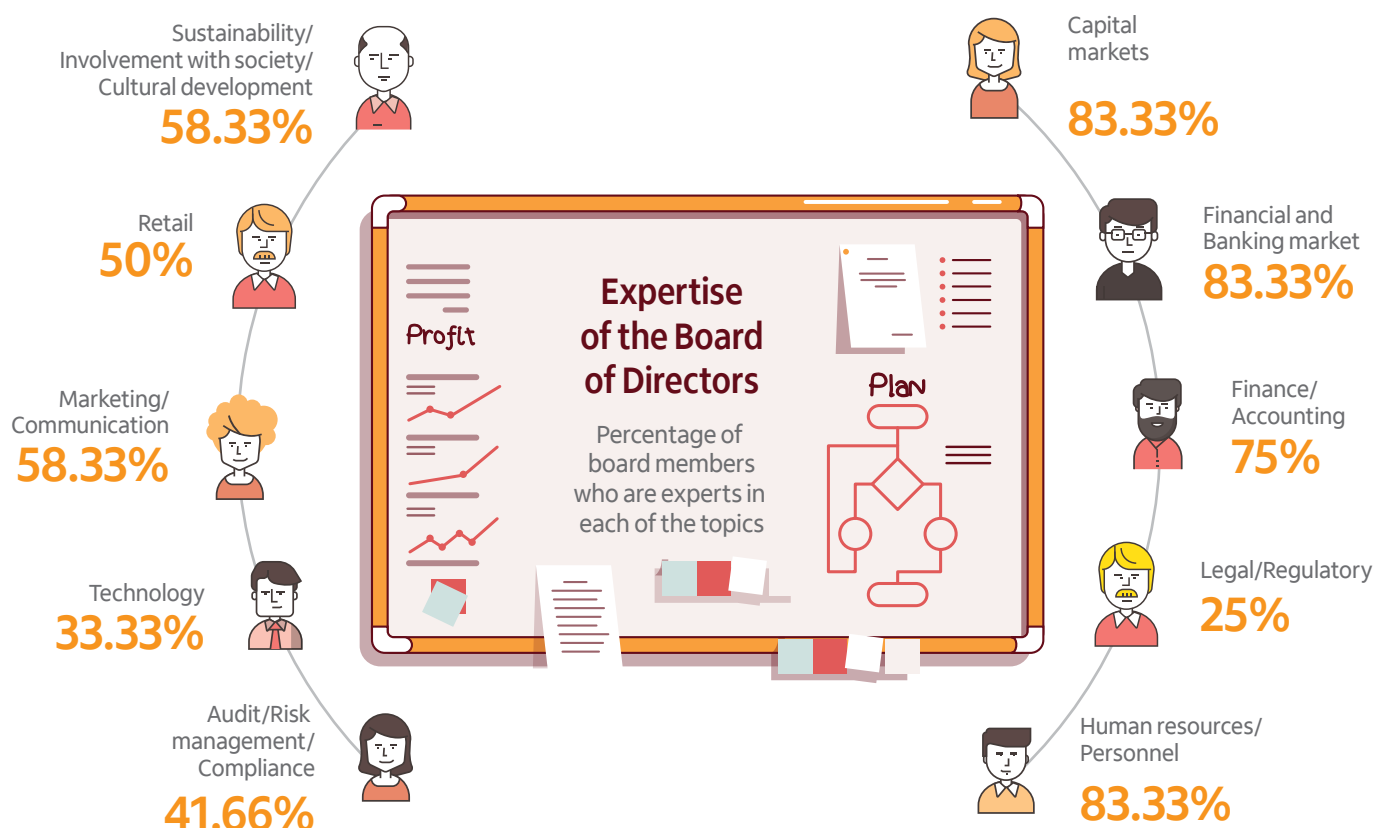 Sustainability/
Involvement with society/
Cultural development
58.33%
Retail
50%
Marketing/
Communication
58.33%
Technology
33.33%
Audit/Risk
management/
Compliance
41.66%
Profit
Expertise
of the Board
of Directors
Percentage of
board members
who are experts in
each of the topics
Plan
Capital
markets
83.33%
Financial and
Banking market
83.33%
Finance/
Accounting
75%
Legal/Regulatory
25%
Human resources/
Personnel
83.33%